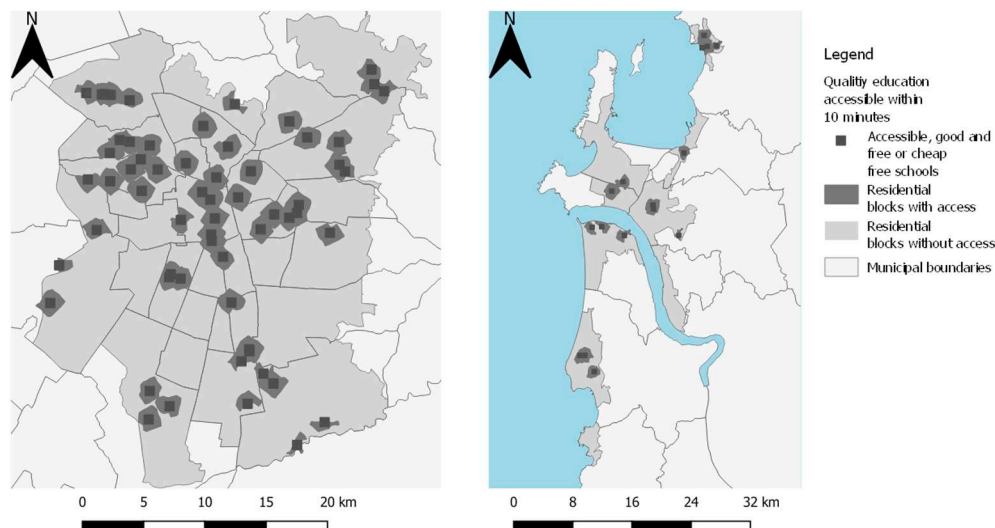 N
N
Legend
Qualitiy education
accessible within
10 minutes
Accessible, good and
free or cheap
free schools
Residential
blocks with access
Residential
blocks without access
Municipal boundaries
0 5 10 15 20 km
0 8 16 24 32 km